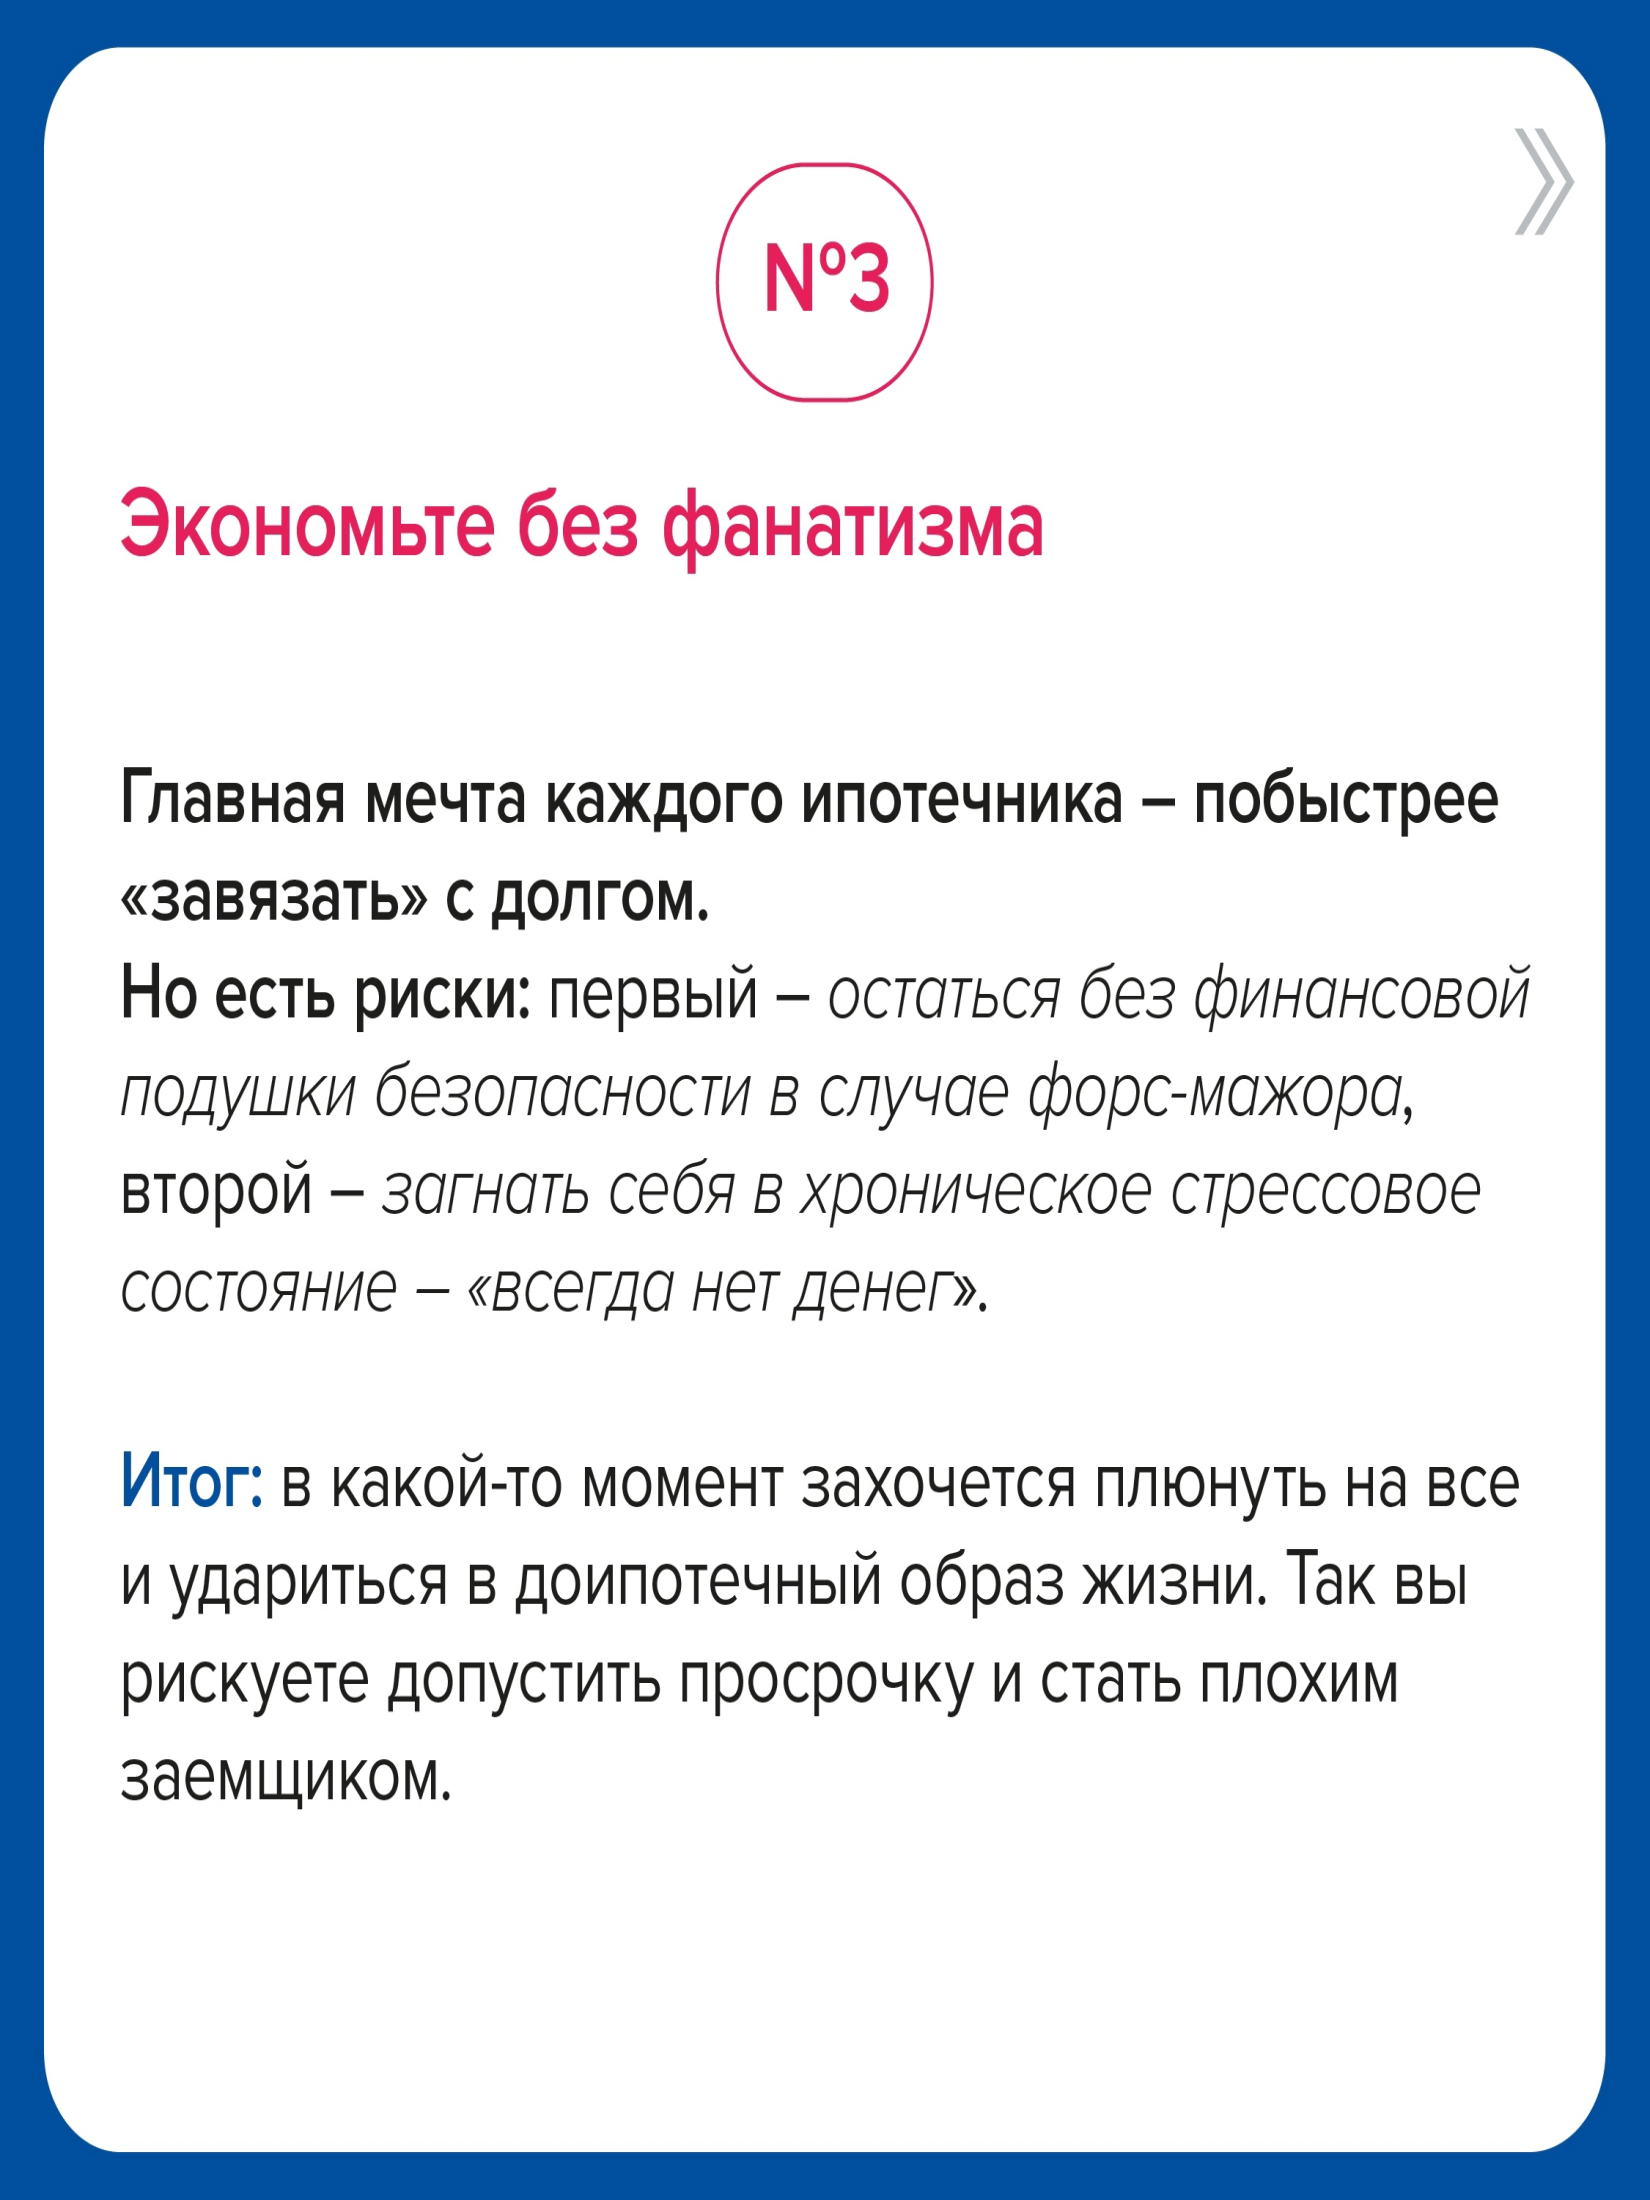 №3
Экономьте без фанатизма
Главная мечта каждого ипотечника – побыстрее
«завязать» с долгом.
Но есть риски: первый – остаться без финансовой
подушки безопасности в случае форс-мажора,
второй – загнать себя в хроническое стрессовое
состояние – «всегда нет денег».
Итог: в какой-то момент захочется плюнуть на все
и удариться в доипотечный образ жизни. Так вы
рискуете допустить просрочку и стать плохим
заемщиком.